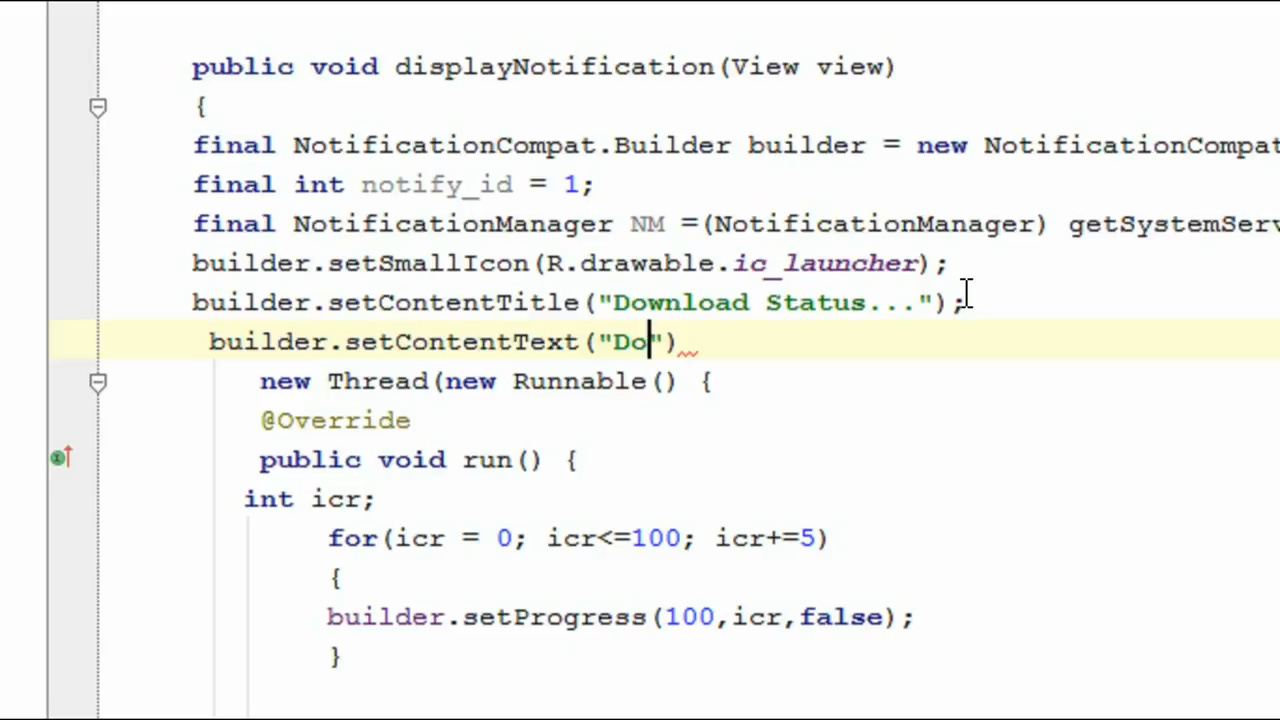 public void displayNotification(View view)
{
final NotificationCompat.Builder builder = new NotificationCompat
final int notify_id = 1;
final NotificationManager NM =(NotificationManager) getSystemServ
builder.setSmallIcon(R.drawable.ic_launcher);
builder.setContentTitle("Download Status...");
builder.setContentText("Do")
new Thread(new Runnable() {
@Override
public void run() {
int icr;
for(icr = 0; icr<=100; icr+=5)
{
builder.setProgress(100,icr,false);
}